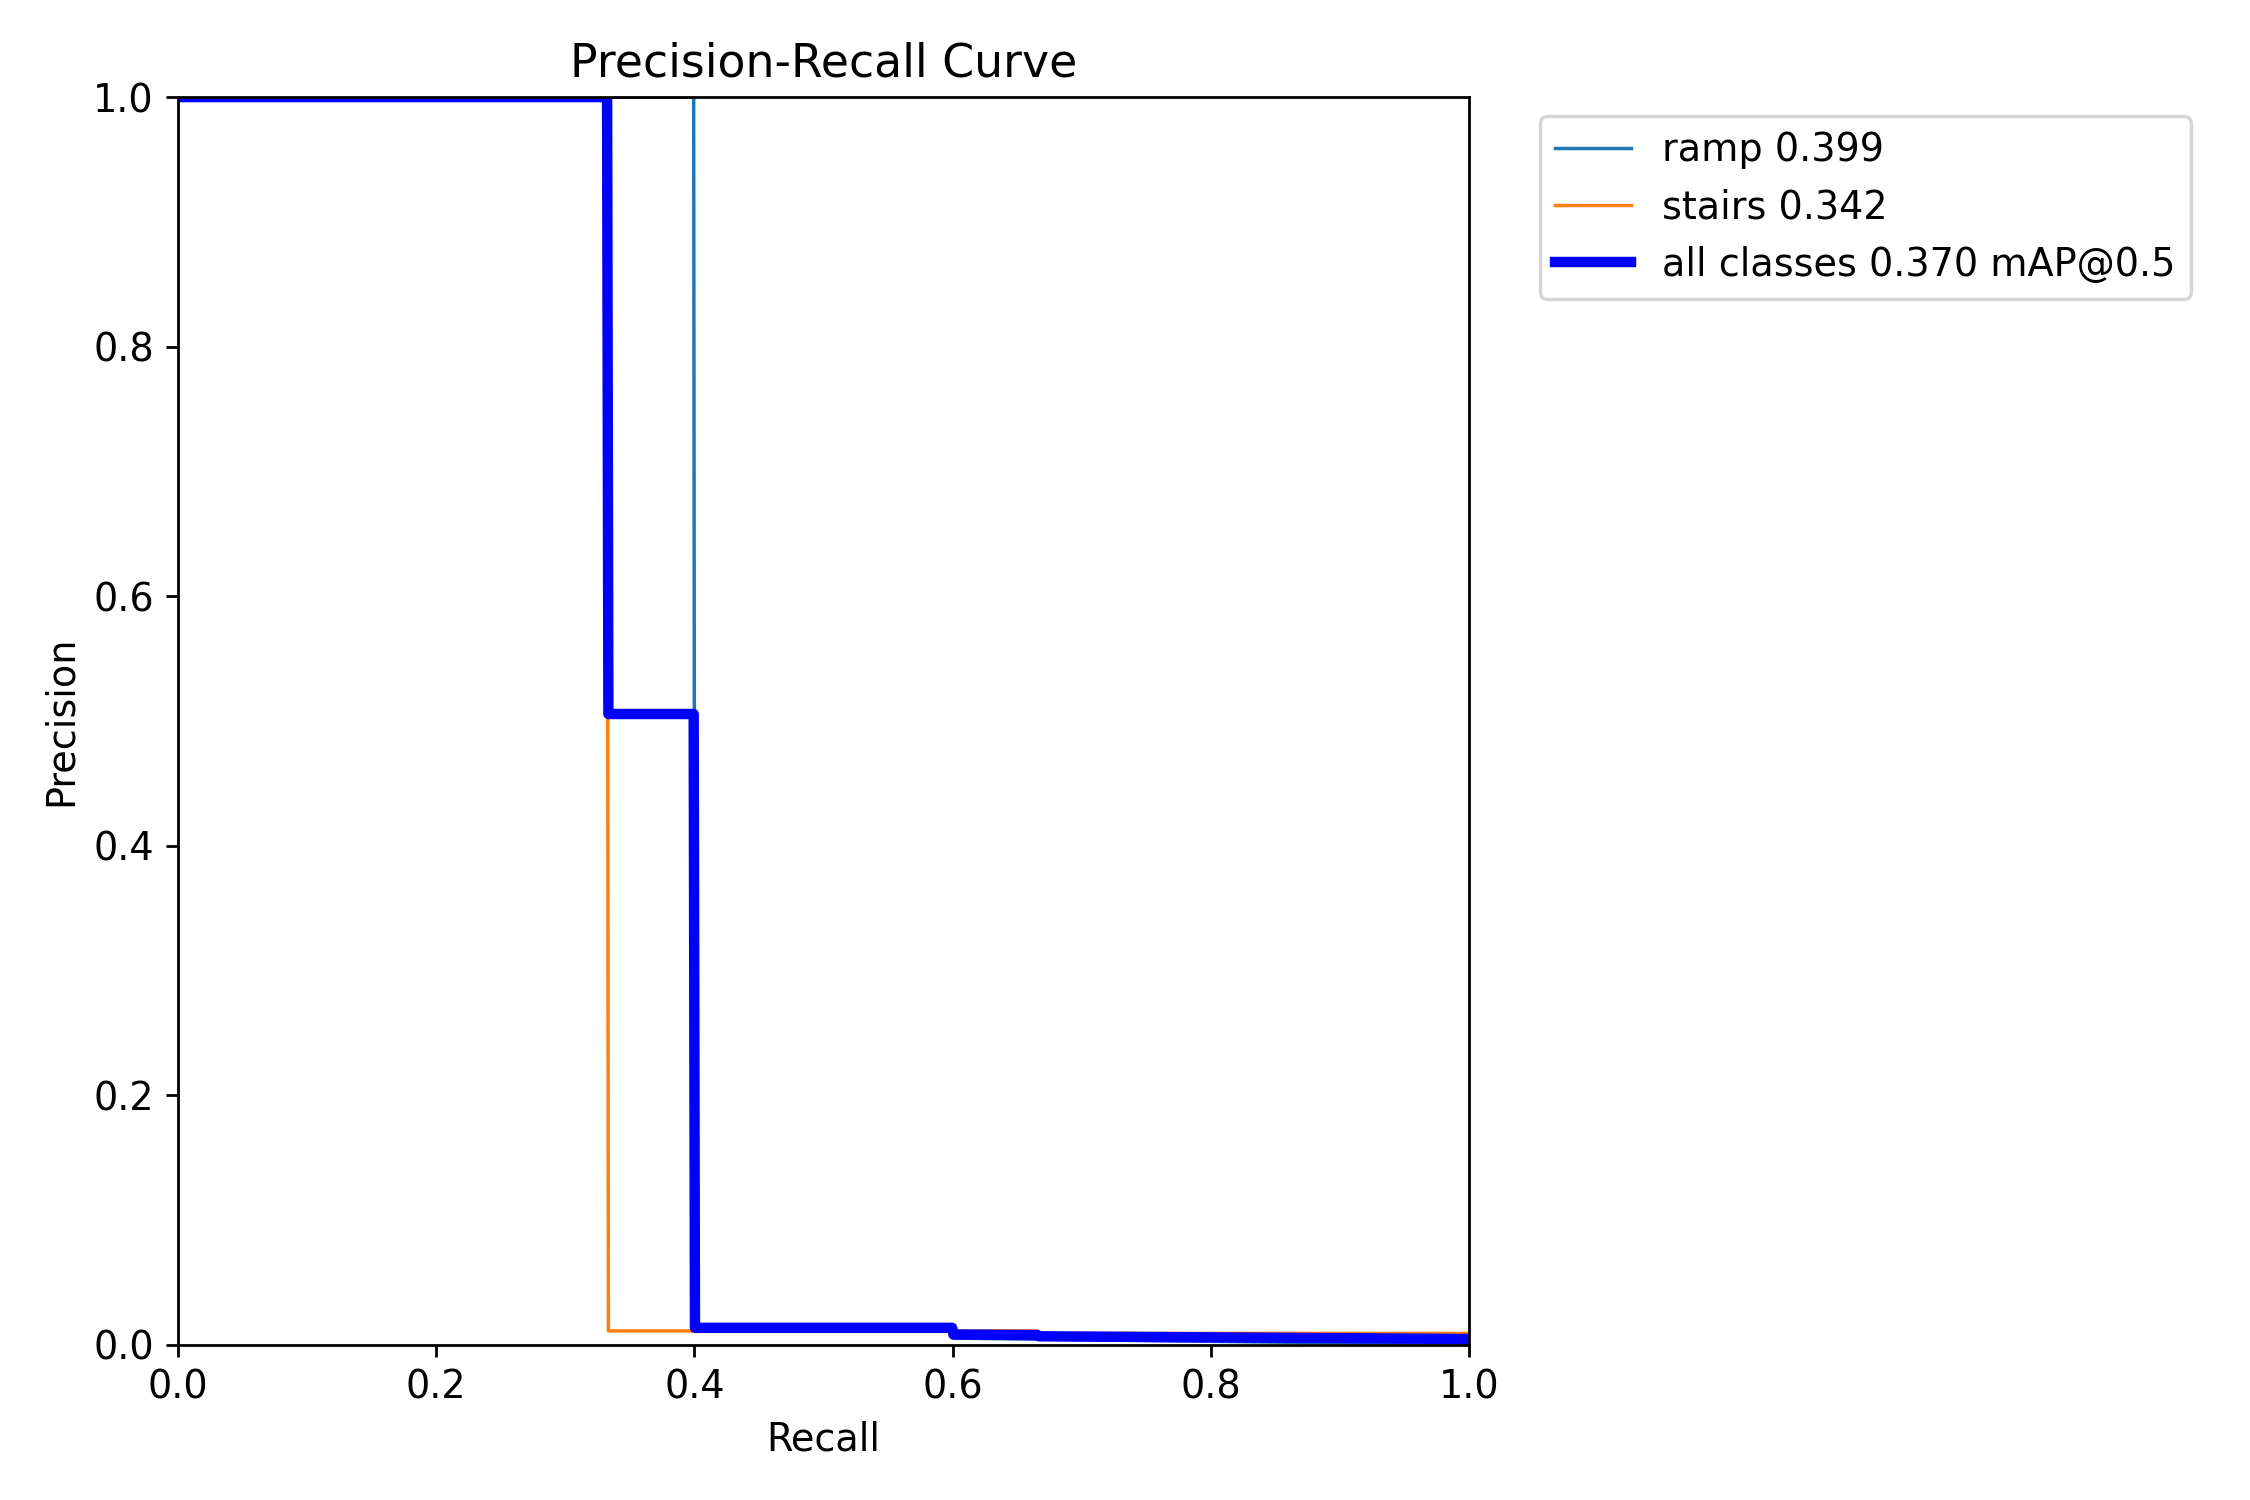 Precision-Recall Curve
1.0
0.8
0.6
0.4
0.2
0.0
Precision
0.0 0.2 0.4 0.6 0.8 1.0
Recall
ramp 0.399
stairs 0.342
all classes 0.370 mAP@0.5